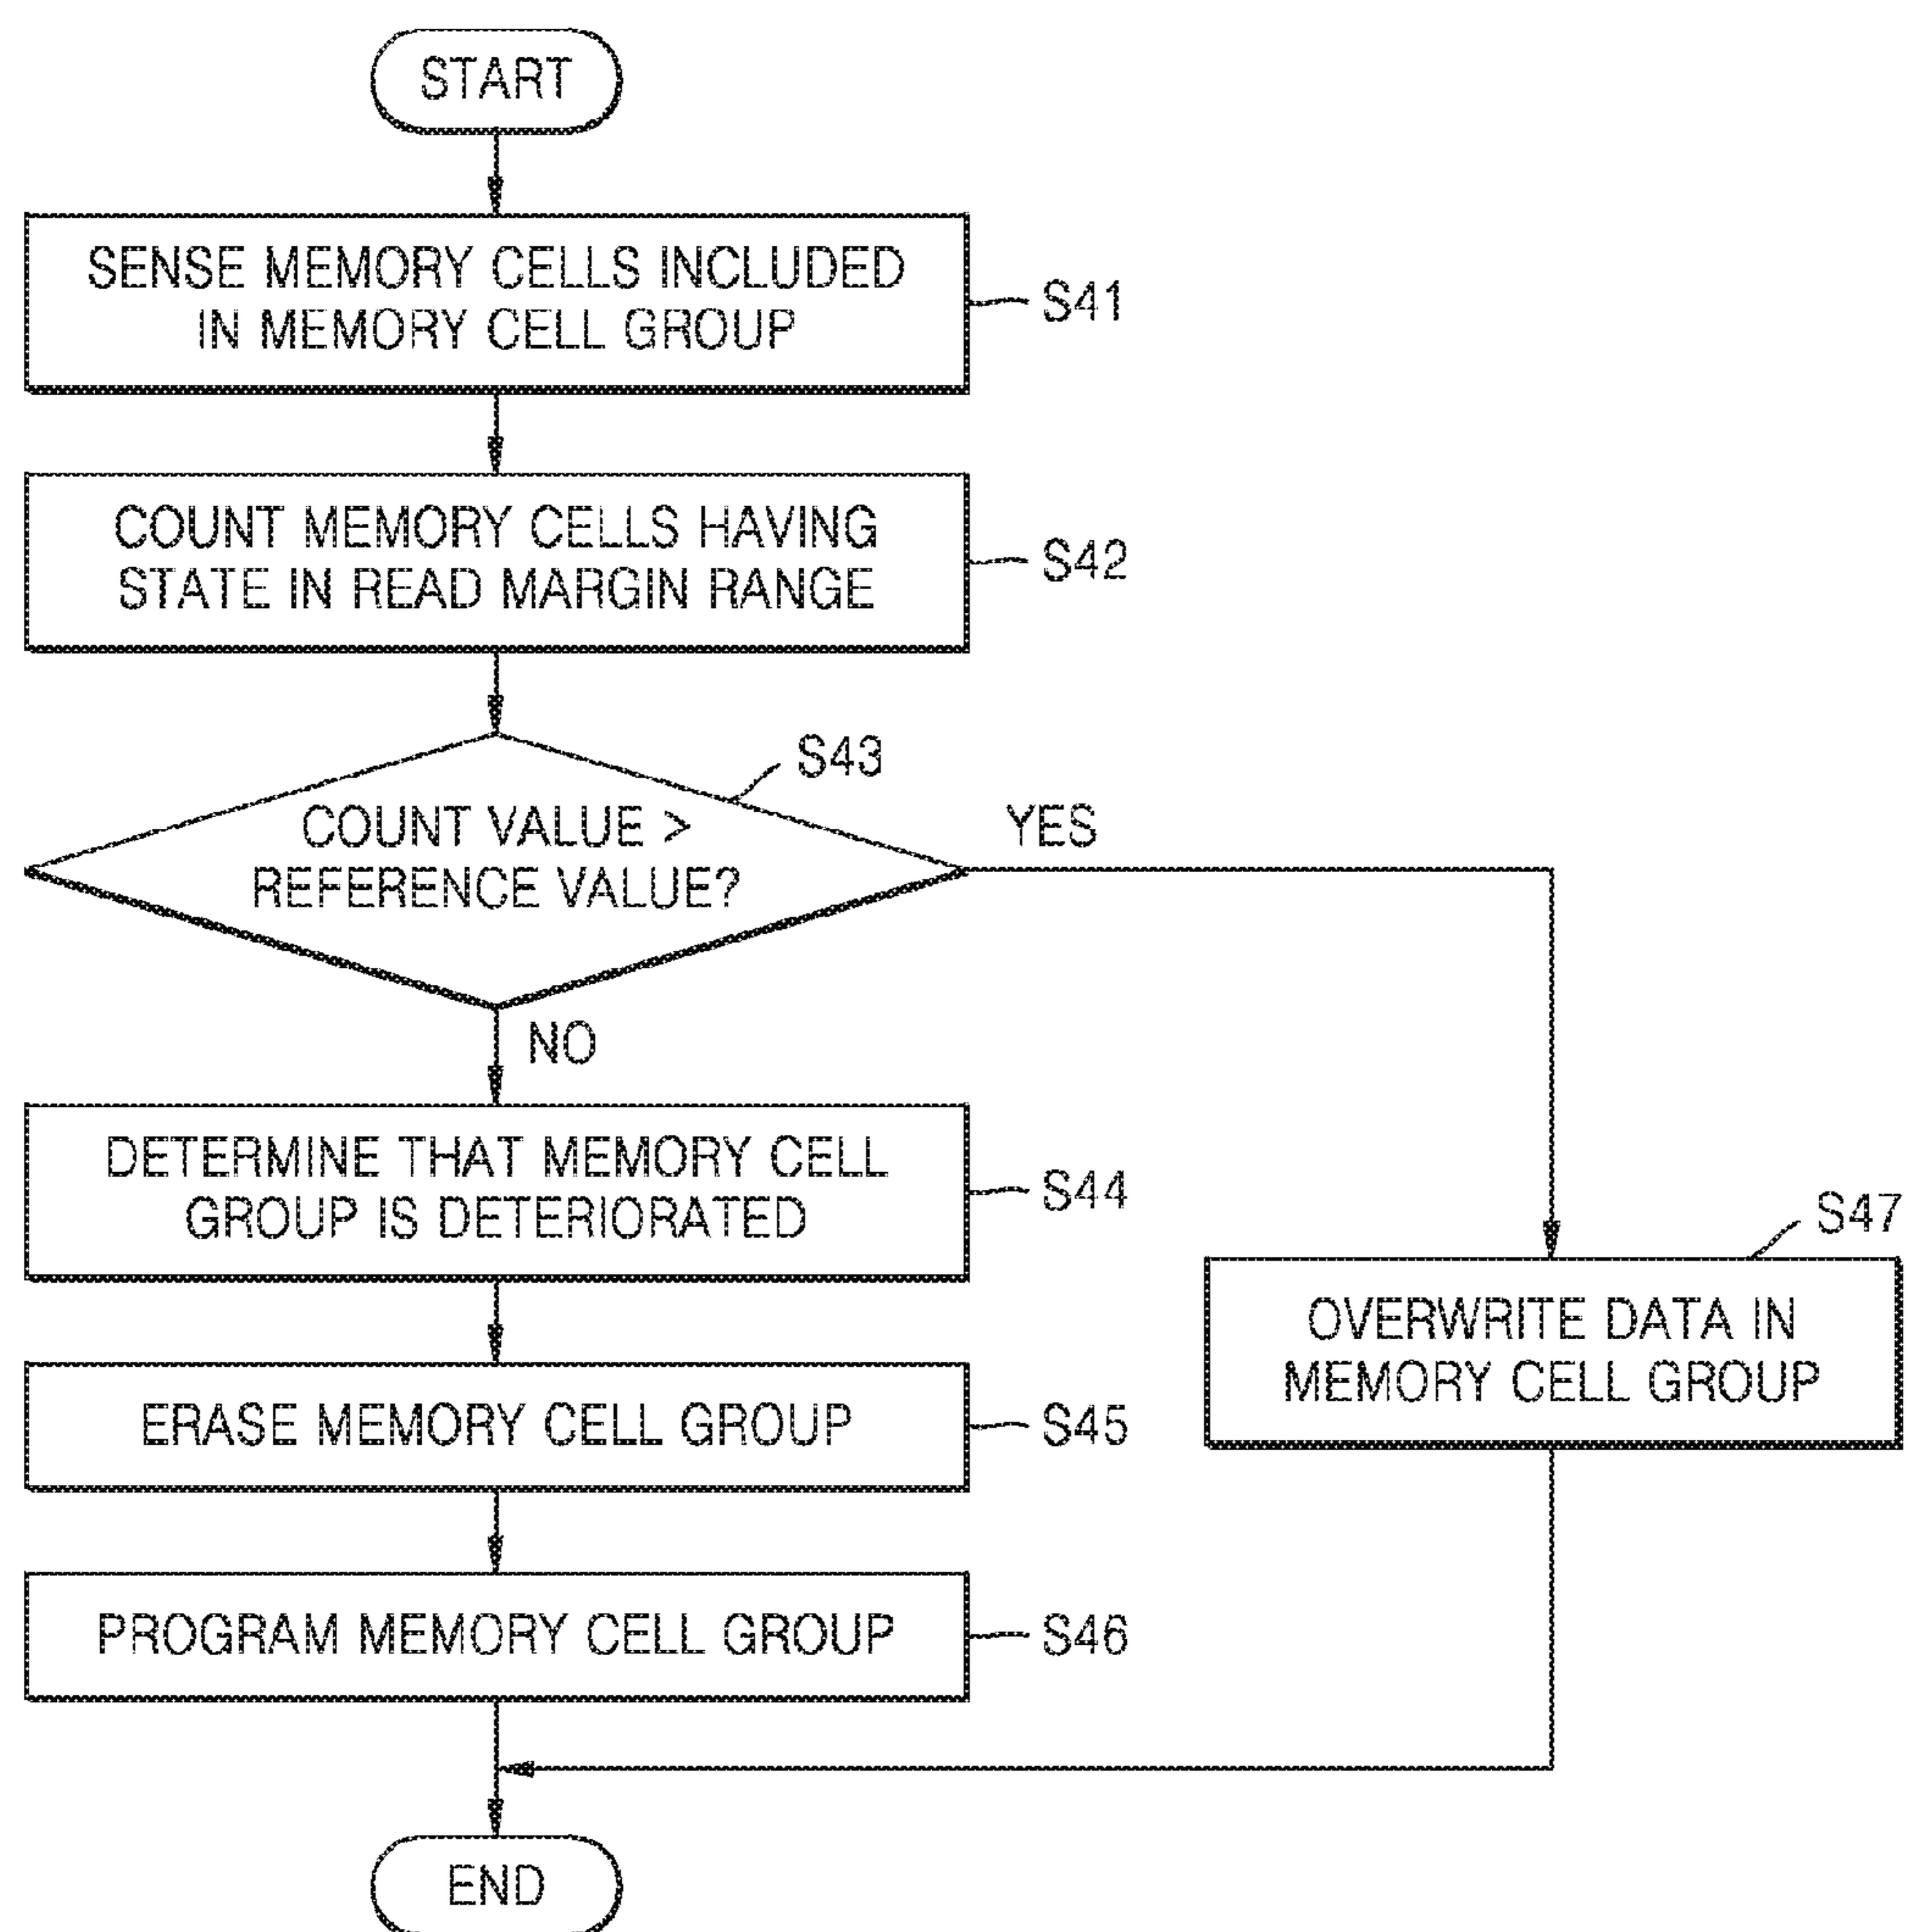 START
SENSE MEMORY CELLS INCLUDED
IN MEMORY CELL GROUP
S41
COUNT MEMORY CELLS HAVING
STATE IN READ MARGIN RANGE
S42
S43
COUNT VALUE >
REFERENCE VALUE?
YES
NO
DETERMINE THAT MEMORY CELL
GROUP IS DETERIORATED
S44
S47
OVERWRITE DATA IN
MEMORY CELL GROUP
ERASE MEMORY CELL GROUP
S45
PROGRAM MEMORY CELL GROUP
S46
END